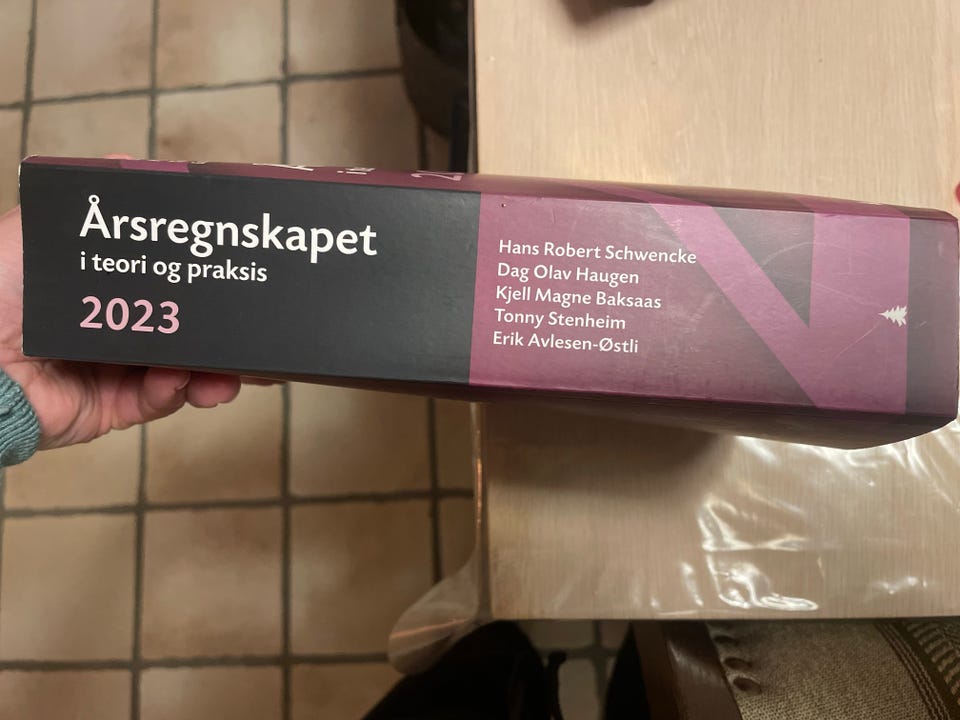 Årsregnskapet
i teori og praksis
2023
Hans Robert Schwencke
Dag Olav Haugen
Kjell Magne Baksaas
Tonny Stenheim
Erik Avlesen-Østli